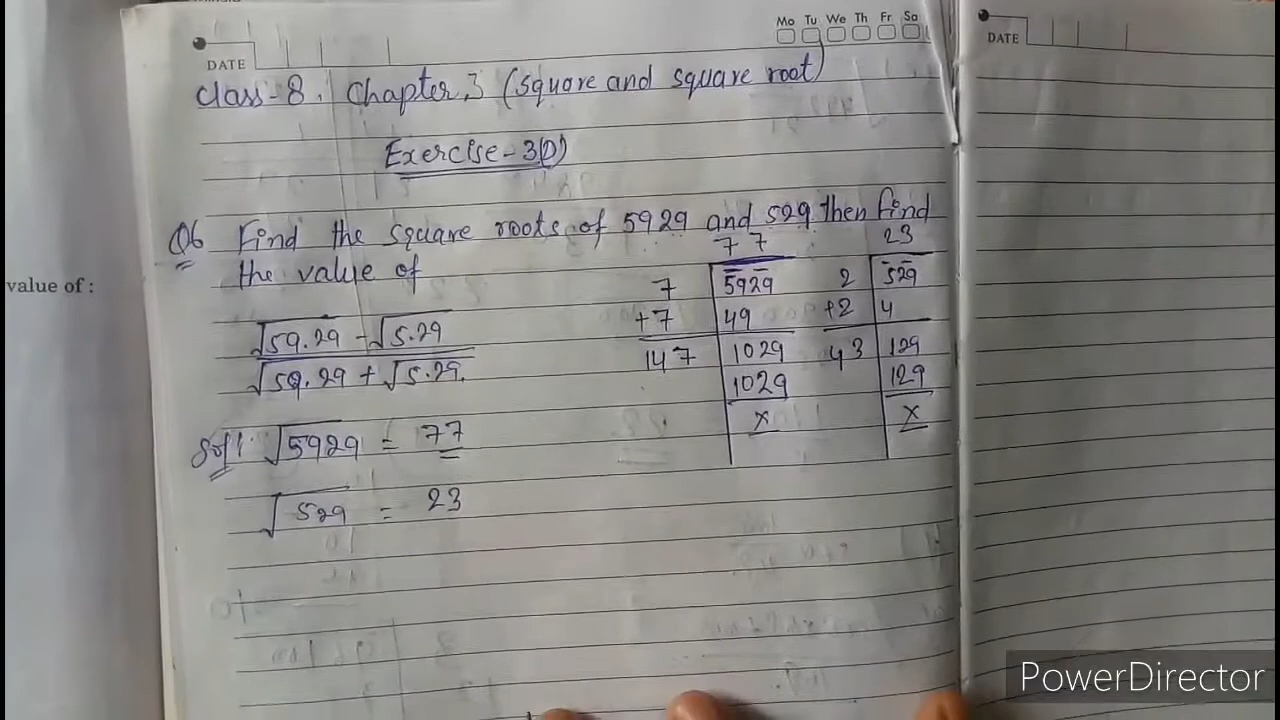 Mo Tu We Th Fr Sa
DATE
DATE
Class-8. Chapter.3 (square and square root)
Exercise-3(D)
Q6 Find the square roots of 5929 and 529 then find
the value of
value of :
√59.29 - √5.29
√59.29 + √5.29.
7 7
7 5929
+7 49
147 1029
1029
x
23
2 529
+2 4
43 129
129
x
Sol^n: √5929 = 77
√529 = 23
PowerDirector